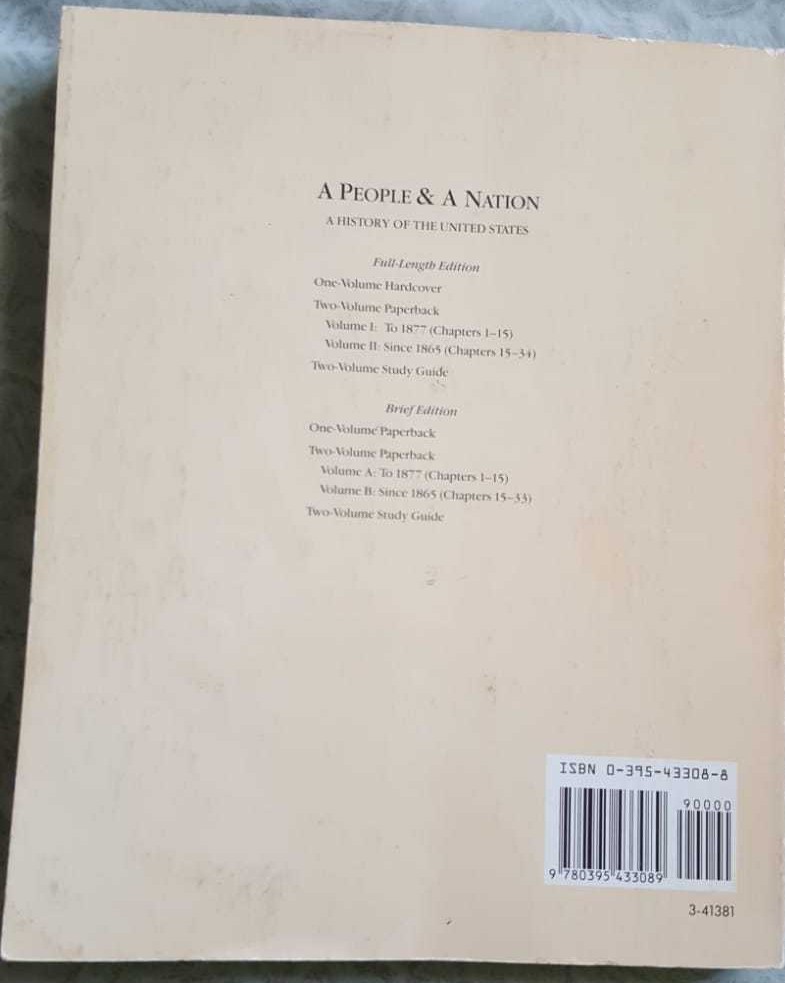 A PEOPLE & A NATION
A HISTORY OF THE UNITED STATES
Full-Length Edition
One-Volume Hardcover
Two-Volume Paperback
Volume I: To 1877 (Chapters 1–15)
Volume II: Since 1865 (Chapters 15–34)
Two-Volume Study Guide
Brief Edition
One-Volume Paperback
Two-Volume Paperback
Volume A: To 1877 (Chapters 1–15)
Volume B: Since 1865 (Chapters 15–33)
Two-Volume Study Guide
ISBN 0-395-43308-8
90000
9 780395 433089
3-41381